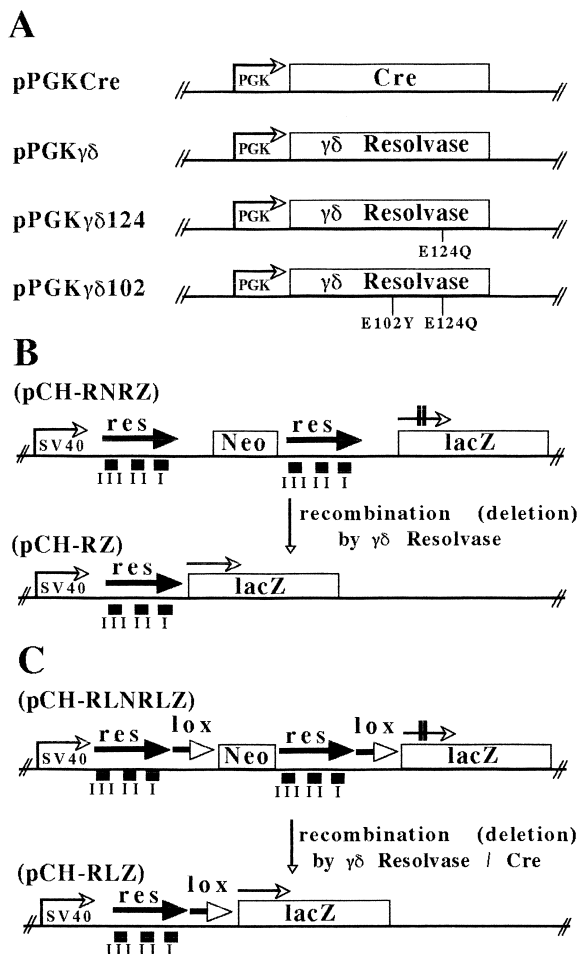 A
pPGKCre
PGK
Cre
pPGKγδ
PGK
γδ Resolvase
pPGKγδ124
PGK
γδ Resolvase
E124Q
pPGKγδ102
PGK
γδ Resolvase
E102Y E124Q
B
(pCH-RNRZ)
SV40
res
Neo
res
lacZ
III II I
III II I
recombination (deletion)
by γδ Resolvase
(pCH-RZ)
SV40
res
lacZ
III II I
C
(pCH-RLNRLZ)
SV40
res
lox
Neo
res
lox
lacZ
III II I
III II I
recombination (deletion)
by γδ Resolvase / Cre
(pCH-RLZ)
SV40
res
lox
lacZ
III II I